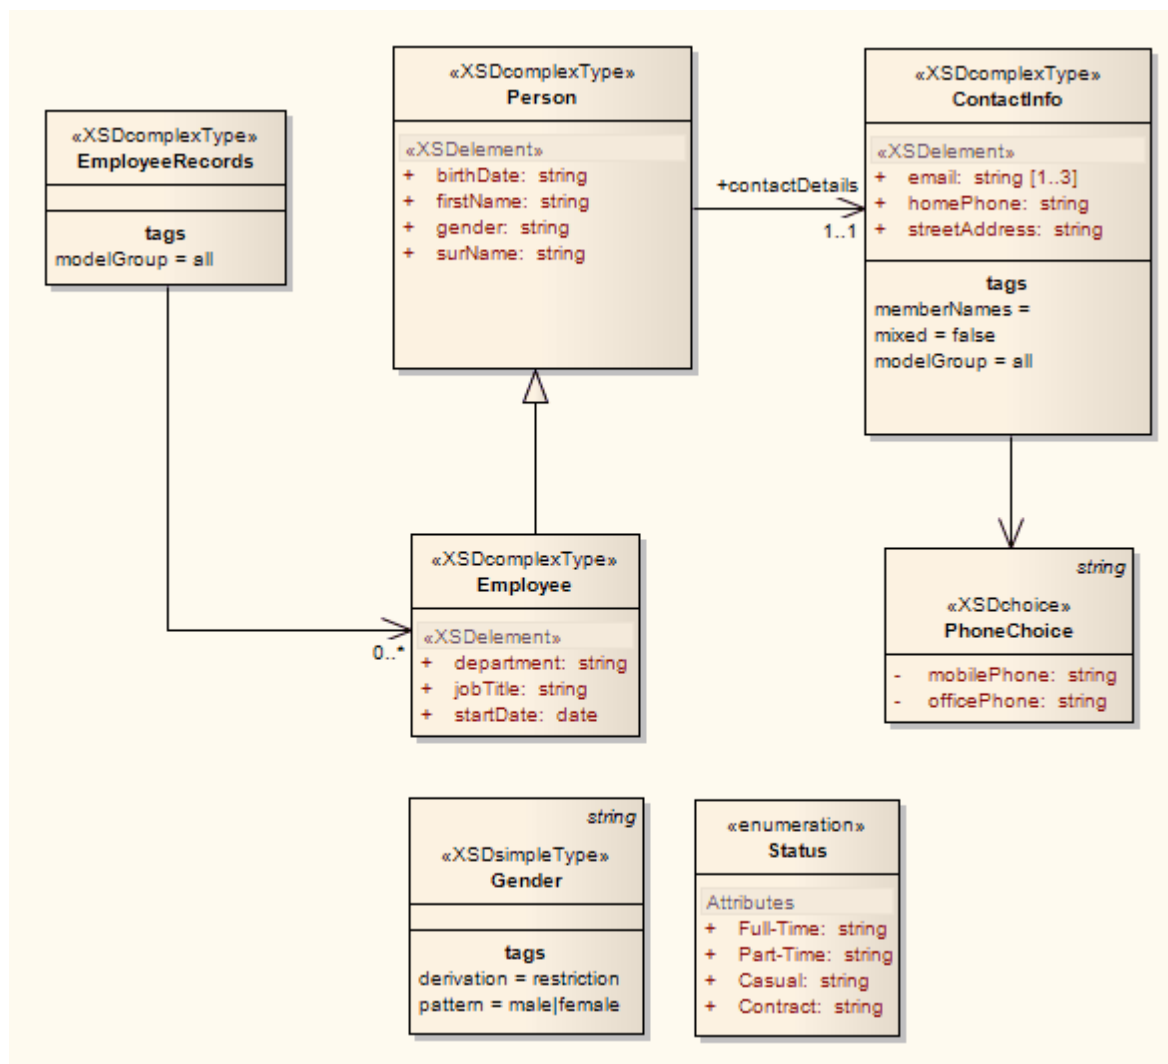 «XSDcomplexType»
EmployeeRecords
tags
modelGroup = all
«XSDcomplexType»
Person
«XSDelement»
+ birthDate: string
+ firstName: string
+ gender: string
+ surName: string
+contactDetails
1..1
«XSDcomplexType»
ContactInfo
«XSDelement»
+ email: string [1..3]
+ homePhone: string
+ streetAddress: string
tags
memberNames =
mixed = false
modelGroup = all
0..*
«XSDcomplexType»
Employee
«XSDelement»
+ department: string
+ jobTitle: string
+ startDate: date
string
«XSDchoice»
PhoneChoice
- mobilePhone: string
- officePhone: string
string
«XSDsimpleType»
Gender
tags
derivation = restriction
pattern = male|female
«enumeration»
Status
Attributes
+ Full-Time: string
+ Part-Time: string
+ Casual: string
+ Contract: string